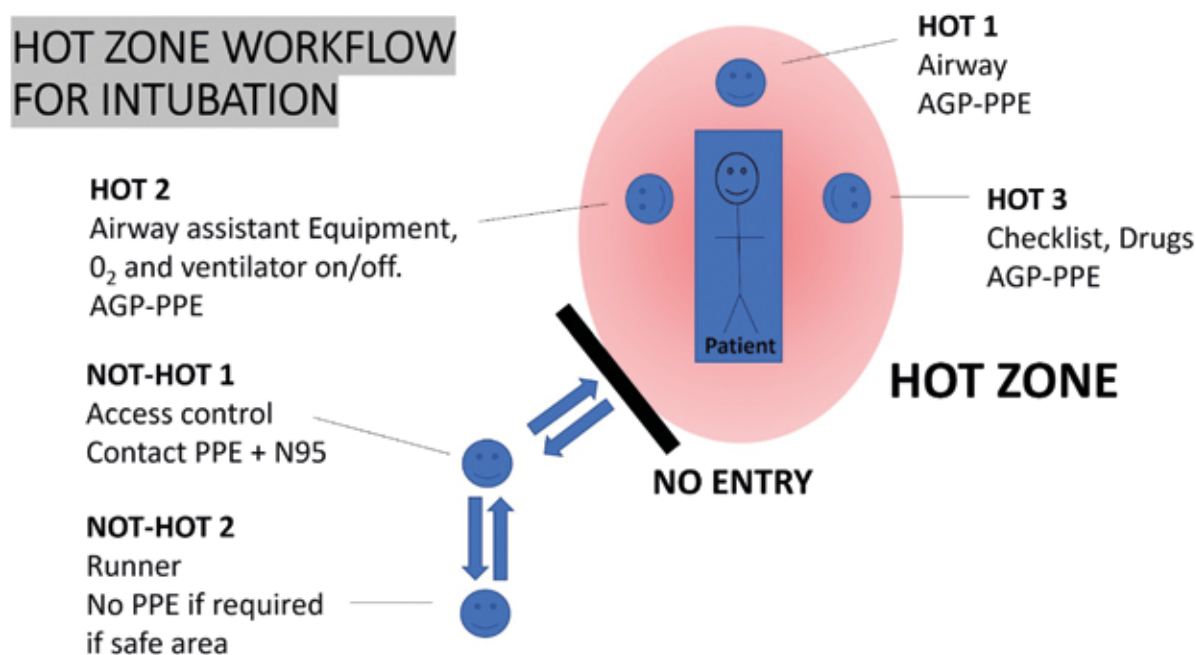 HOT ZONE WORKFLOW
FOR INTUBATION
HOT 1
Airway
AGP-PPE
HOT 2
Airway assistant Equipment,
0₂ and ventilator on/off.
AGP-PPE
HOT 3
Checklist, Drugs
AGP-PPE
Patient
HOT ZONE
NOT-HOT 1
Access control
Contact PPE + N95
NO ENTRY
NOT-HOT 2
Runner
No PPE if required
if safe area